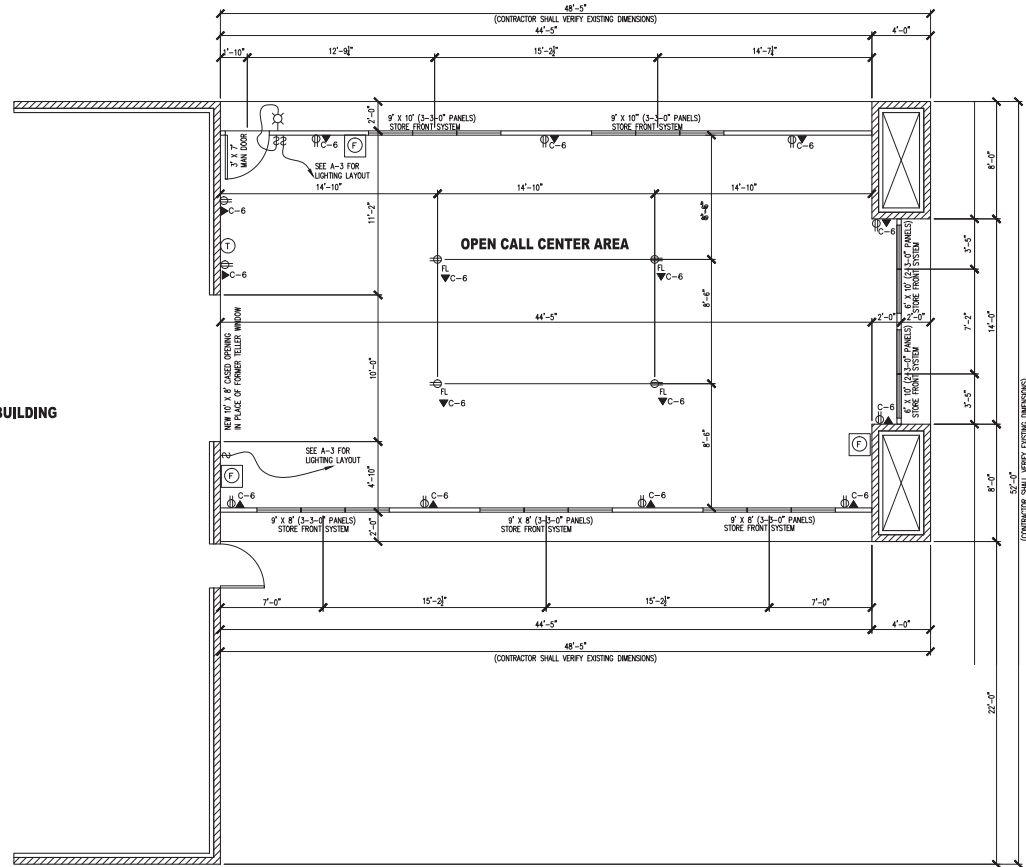 48'-5"
(CONTRACTOR SHALL VERIFY EXISTING DIMENSIONS)
44'-5"
4'-0"
1'-10"
12'-9½"
15'-2½"
14'-7½"
2'-0"
9' X 10' (3-3-0" PANELS)
STORE FRONT SYSTEM
9' X 10" (3-3-0" PANELS)
STORE FRONT SYSTEM
3' X 7'
MAN DOOR
F
C-6
C-6
C-6
SEE A-3 FOR
LIGHTING LAYOUT
8'-0"
14'-10"
14'-10"
14'-10"
C-6
11'-2"
C-6
3'-5"
OPEN CALL CENTER AREA
T
C-6
FL
C-6
FL
C-6
6' X 10' (2-3-0" PANELS)
STORE FRONT SYSTEM
8'-6"
44'-5"
2'-0"
2'-0"
7'-2"
14'-0"
NEW 10' X 8' CASED OPENING
IN PLACE OF FORMER TELLER WINDOW
10'-0"
6' X 10' (2-3-0" PANELS)
STORE FRONT SYSTEM
FL
C-6
FL
C-6
3'-5"
BUILDING
C-6
8'-6"
F
SEE A-3 FOR
LIGHTING LAYOUT
F
4'-10"
8'-0"
52'-0"
(CONTRACTOR SHALL VERIFY EXISTING DIMENSIONS)
C-6
C-6
C-6
C-6
9' X 8' (3-3-0" PANELS)
STORE FRONT SYSTEM
9' X 8' (3-3-0" PANELS)
STORE FRONT SYSTEM
9' X 8' (3-3-0" PANELS)
STORE FRONT SYSTEM
2'-0"
7'-0"
15'-2½"
15'-2½"
7'-0"
44'-5"
4'-0"
48'-5"
(CONTRACTOR SHALL VERIFY EXISTING DIMENSIONS)
22'-0"